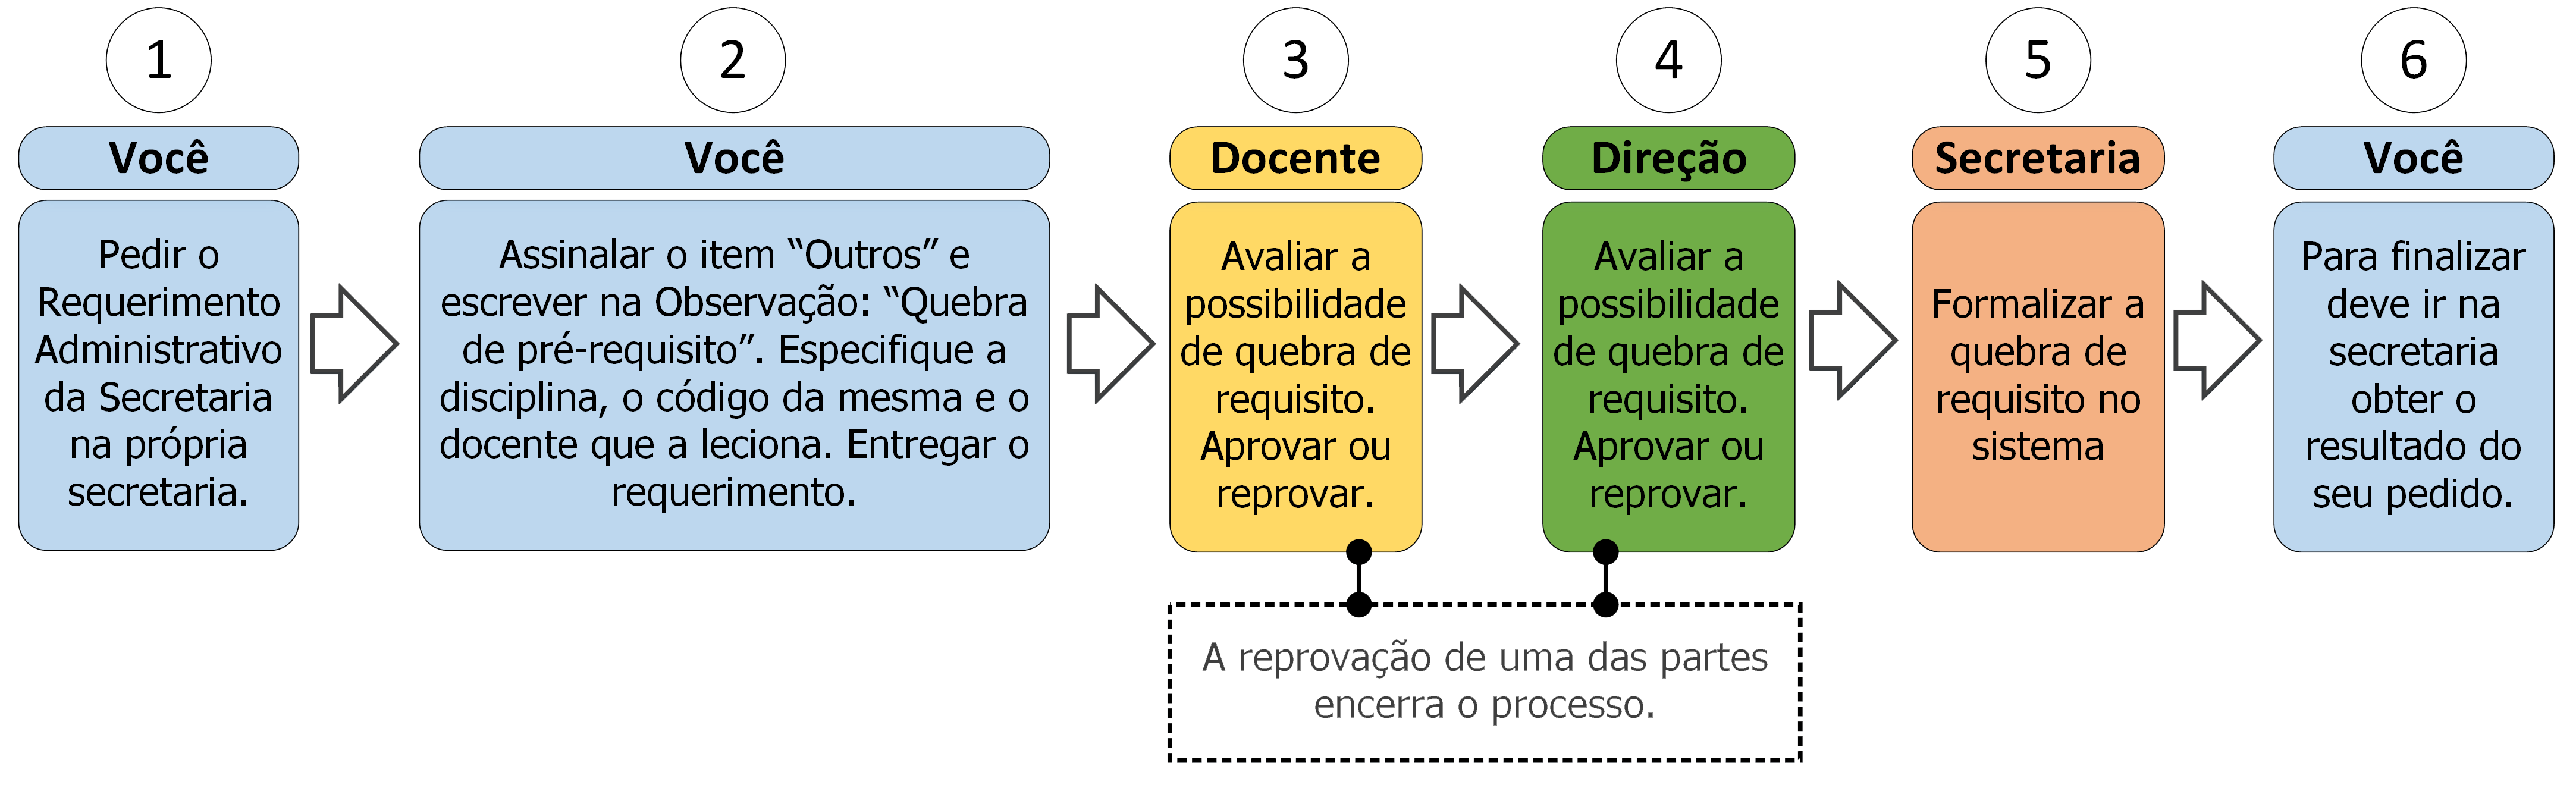 1
Você
Pedir o
Requerimento
Administrativo
da Secretaria
na própria
secretaria.
2
Você
Assinalar o item “Outros” e
escrever na Observação: “Quebra
de pré-requisito”. Especifique a
disciplina, o código da mesma e o
docente que a leciona. Entregar o
requerimento.
3
Docente
Avaliar a
possibilidade
de quebra de
requisito.
Aprovar ou
reprovar.
4
Direção
Avaliar a
possibilidade
de quebra de
requisito.
Aprovar ou
reprovar.
A reprovação de uma das partes
encerra o processo.
5
Secretaria
Formalizar a
quebra de
requisito no
sistema
6
Você
Para finalizar
deve ir na
secretaria
obter o
resultado do
seu pedido.